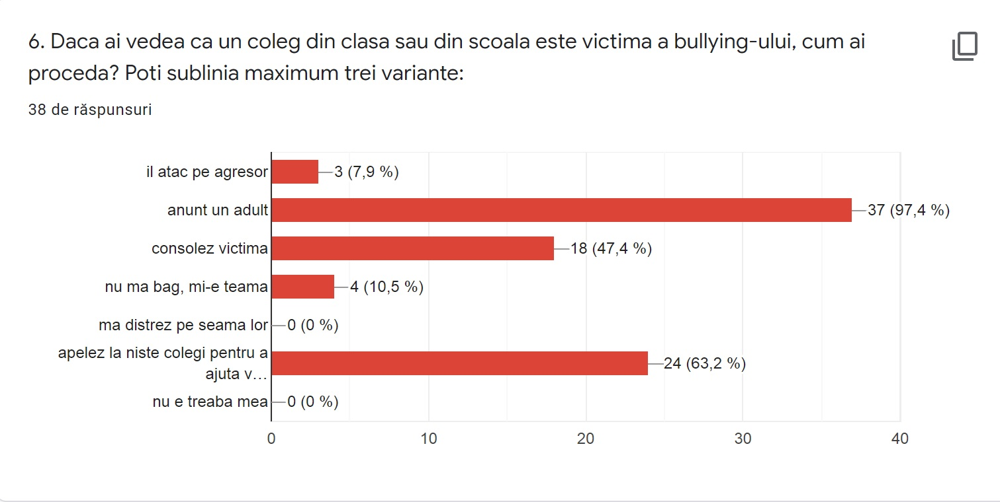 6. Daca ai vedea ca un coleg din clasa sau din scoala este victima a bullying-ului, cum ai
proceda? Poti sublinia maximum trei variante:
38 de răspunsuri
il atac pe agresor 3 (7,9 %)
anunt un adult 37 (97,4 %)
consolez victima 18 (47,4 %)
nu ma bag, mi-e teama 4 (10,5 %)
ma distrez pe seama lor 0 (0 %)
apelez la niste colegi pentru a
ajuta v… 24 (63,2 %)
nu e treaba mea 0 (0 %)
0 10 20 30 40